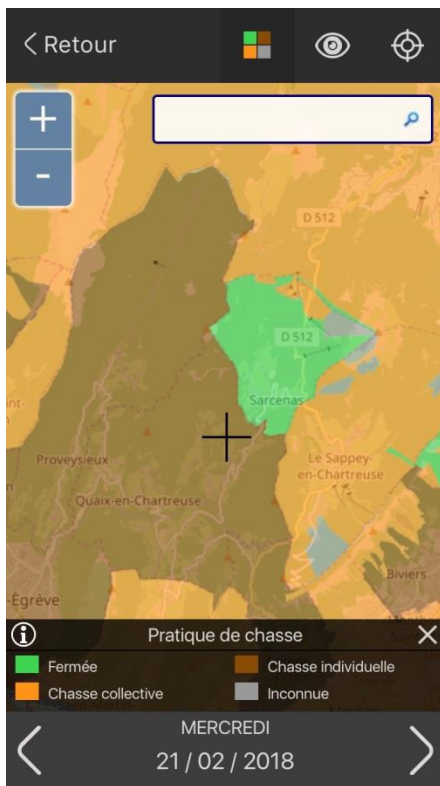 Retour
+
-
D 512
D 512
Sarcenas
Proveysieux
Le Sappey-
en-Chartreuse
Quaix-en-Chartreuse
Biviers
-Égrève
Pratique de chasse
Fermée
Chasse individuelle
Chasse collective
Inconnue
MERCREDI
21 / 02 / 2018